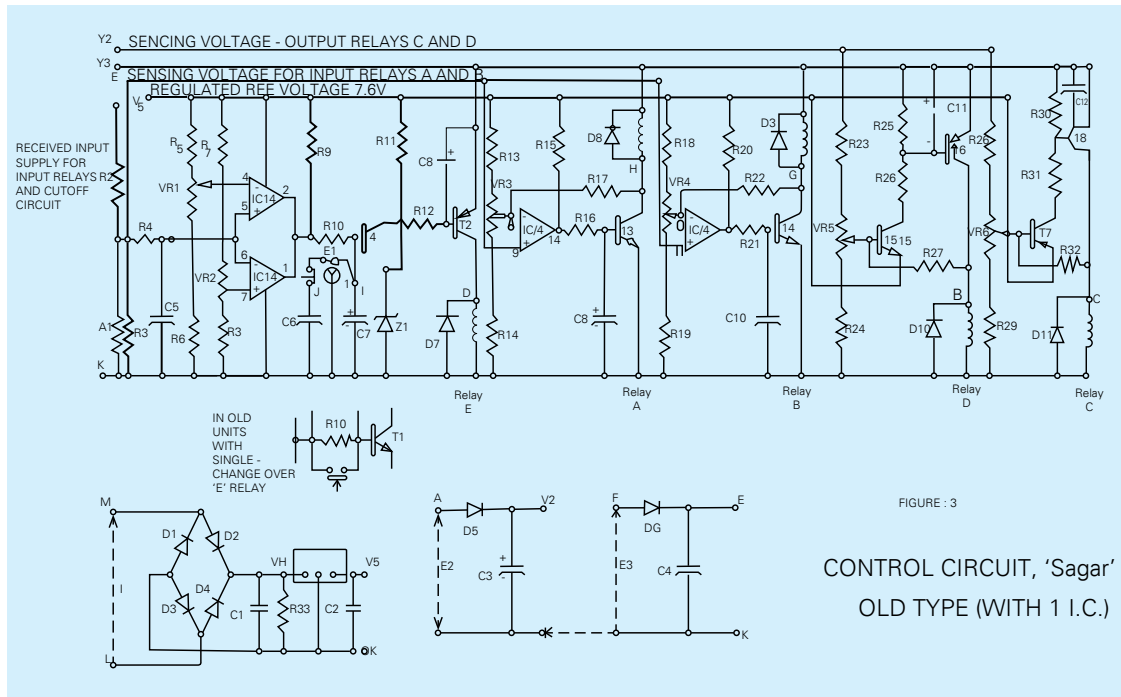 Y2 SENCING VOLTAGE - OUTPUT RELAYS C AND D
Y3
E SENSING VOLTAGE FOR INPUT RELAYS A AND B
V5 REGULATED REE VOLTAGE 7.6V
RECEIVED INPUT
SUPPLY FOR
INPUT RELAYS R2
AND CUTOFF
CIRCUIT
R5
R7
R9
R11
C8
+
R13
R15
D8
R18
R20
D3
R23
R25
+
C11
-
R26
R30
C12
VR1
4
-
2
5
+
IC14
H
G
16
18
R4
R10
4
R12
T2
VR3
-
8
+
9
IC/4
14
R17
R16
13
VR4
-
+
IC/4
R22
R21
14
R26
R31
VR5
15
15
R27
VR6
T7
R32
6
-
1
7
+
IC14
VR2
E1
J
1
I
D
B
C
A1
R3
C5
R6
R3
C6
+
-
C7
Z1
D7
R14
+
-
C8
R19
C10
R24
D10
R29
D11
K
Relay
E
Relay
A
Relay
B
Relay
D
Relay
C
IN OLD
UNITS
WITH
SINGLE -
CHANGE OVER
'E' RELAY
R10
T1
M
D1
D2
D3
D4
I
L
VH
V5
C1
R33
C2
OK
A
D5
V2
E2
+
C3
-
F
DG
E
E3
C4
K
FIGURE : 3
CONTROL CIRCUIT, 'Sagar'
OLD TYPE (WITH 1 I.C.)